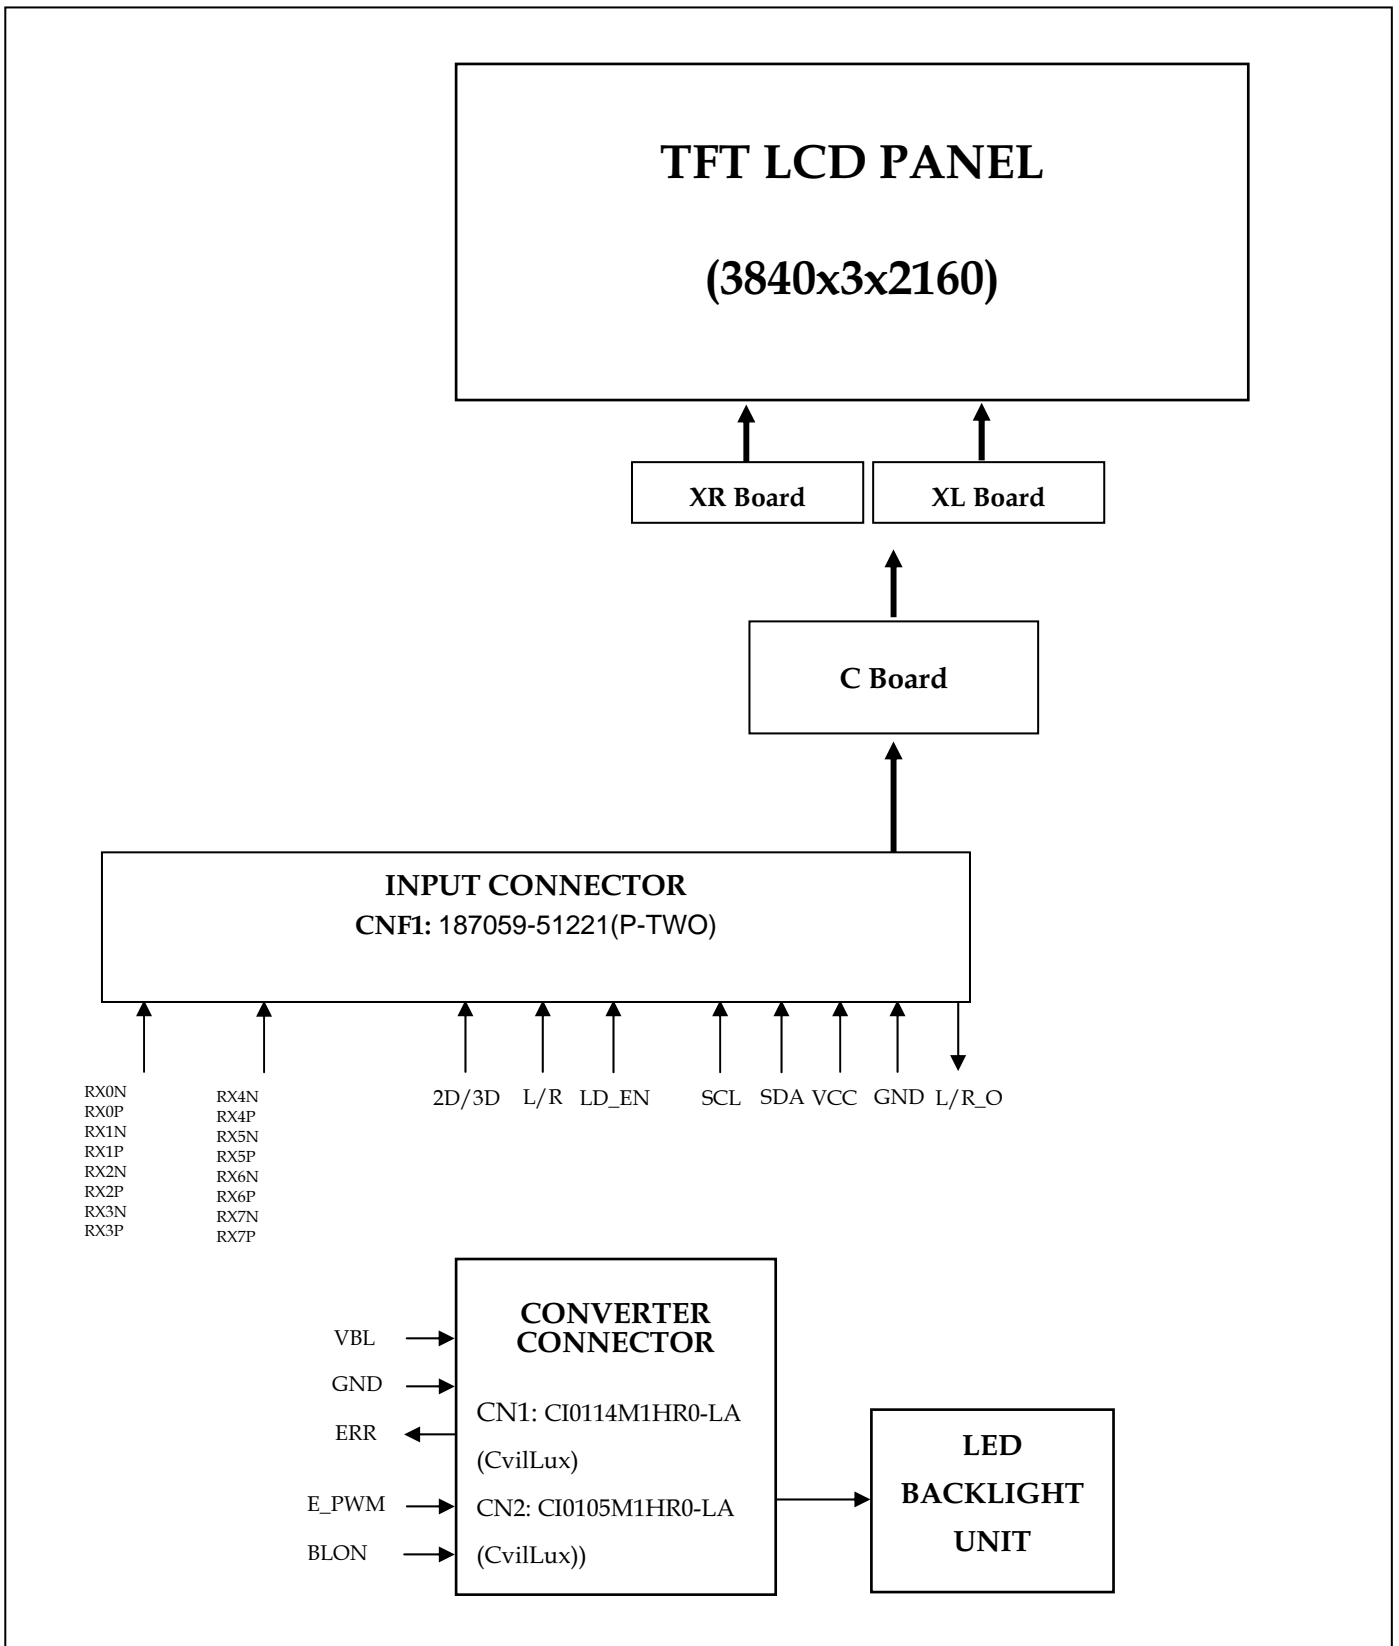 TFT LCD PANEL
(3840x3x2160)
XR Board
XL Board
C Board
INPUT CONNECTOR
CNF1: 187059-51221(P-TWO)
RX0N
RX0P
RX1N
RX1P
RX2N
RX2P
RX3N
RX3P
RX4N
RX4P
RX5N
RX5P
RX6N
RX6P
RX7N
RX7P
2D/3D
L/R
LD_EN
SCL
SDA
VCC
GND
L/R_O
VBL
GND
ERR
E_PWM
BLON
CONVERTER
CONNECTOR
CN1: CI0114M1HR0-LA
(CvilLux)
CN2: CI0105M1HR0-LA
(CvilLux))
LED
BACKLIGHT
UNIT